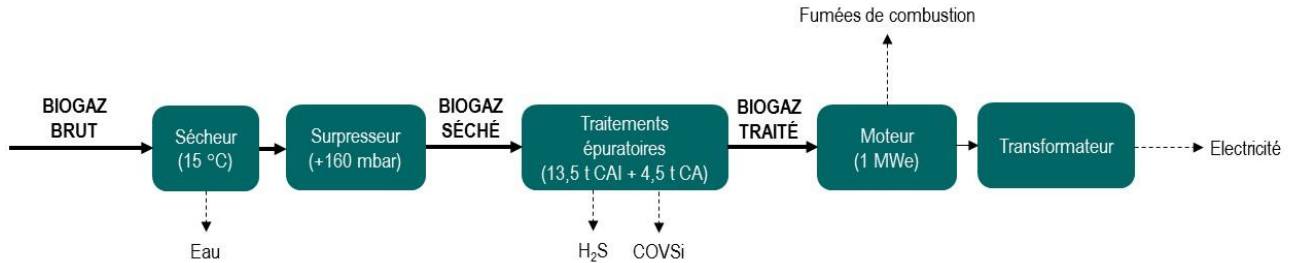 Fumées de combustion
BIOGAZ
BRUT
Sécheur
(15 °C)
Surpresseur
(+160 mbar)
BIOGAZ
SÉCHÉ
Traitements
épuratoires
(13,5 t CAI + 4,5 t CA)
BIOGAZ
TRAITÉ
Moteur
(1 MWe)
Transformateur
Electricité
Eau
H₂S
COVSi